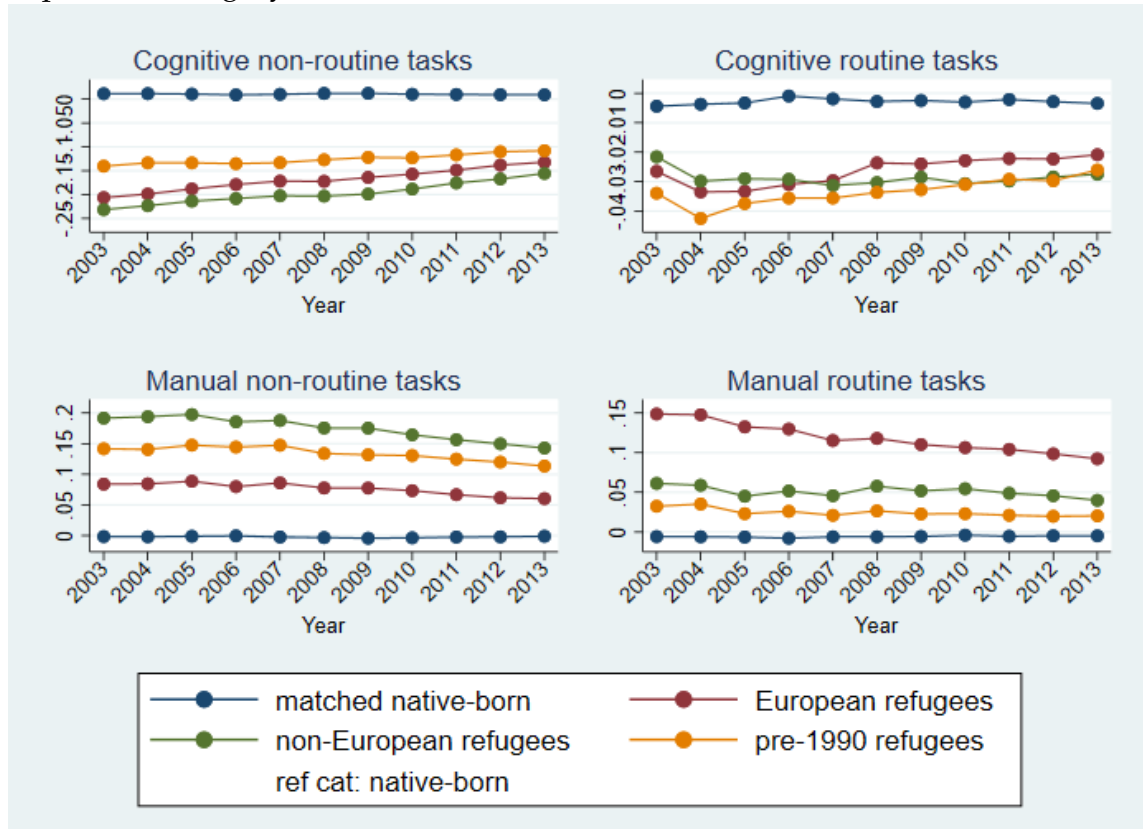 Cognitive non-routine tasks
-.25-.2-.15-.1-.050
2003 2004 2005 2006 2007 2008 2009 2010 2011 2012 2013
Year
Cognitive routine tasks
-.04-.03-.02-.010
2003 2004 2005 2006 2007 2008 2009 2010 2011 2012 2013
Year
Manual non-routine tasks
0 .05 .1 .15 .2
2003 2004 2005 2006 2007 2008 2009 2010 2011 2012 2013
Year
Manual routine tasks
0 .05 .1 .15
2003 2004 2005 2006 2007 2008 2009 2010 2011 2012 2013
Year
matched native-born European refugees
non-European refugees pre-1990 refugees
ref cat: native-born